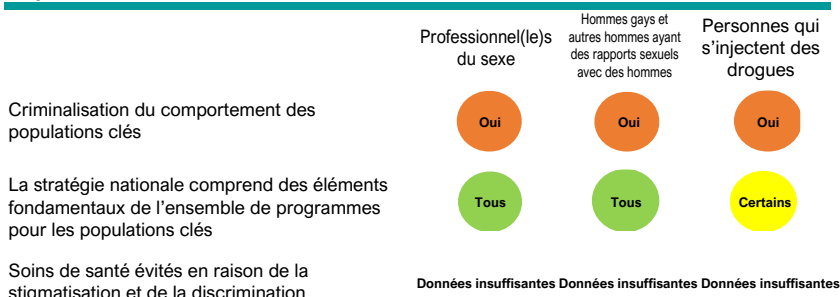 Professionnel(le)s
du sexe
Hommes gays et
autres hommes ayant
des rapports sexuels
avec des hommes
Personnes qui
s'injectent des
drogues
Criminalisation du comportement des
populations clés
Oui Oui Oui
La stratégie nationale comprend des éléments
fondamentaux de l'ensemble de programmes
pour les populations clés
Tous Tous Certains
Soins de santé évités en raison de la
stigmatisation et de la discrimination
Données insuffisantes Données insuffisantes Données insuffisantes